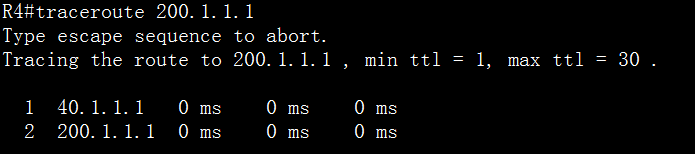 R4#traceroute 200.1.1.1
Type escape sequence to abort.
Tracing the route to 200.1.1.1 , min ttl = 1, max ttl = 30 .
1 40.1.1.1 0 ms 0 ms 0 ms
2 200.1.1.1 0 ms 0 ms 0 ms